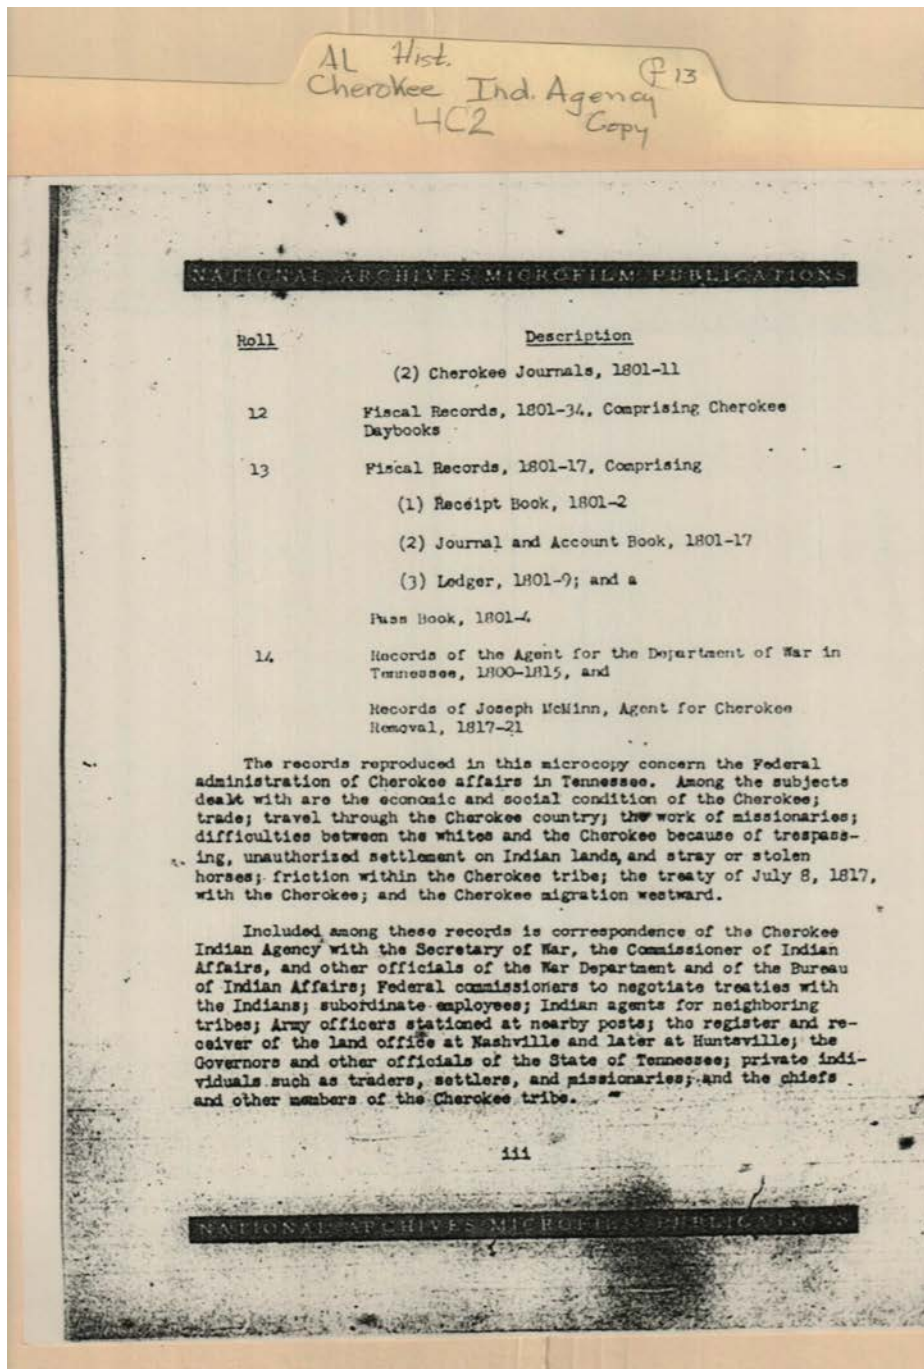 AL Hist.
Cherokee Ind. Agency f 13
4C2 Copy
NATIONAL ARCHIVES MICROFILM PUBLICATIONS
Roll Description
(2) Cherokee Journals, 1801-11
12 Fiscal Records, 1801-34, Comprising Cherokee
Daybooks
13 Fiscal Records, 1801-17, Comprising
(1) Receipt Book, 1801-2
(2) Journal and Account Book, 1801-17
(3) Ledger, 1801-9; and a
Pass Book, 1801-4
14 Records of the Agent for the Department of War in
Tennessee, 1800-1815, and
Records of Joseph McMinn, Agent for Cherokee
Removal, 1817-21
The records reproduced in this microcopy concern the Federal
administration of Cherokee affairs in Tennessee. Among the subjects
dealt with are the economic and social condition of the Cherokee;
trade; travel through the Cherokee country; the work of missionaries;
difficulties between the whites and the Cherokee because of trespass-
ing, unauthorized settlement on Indian lands, and stray or stolen
horses; friction within the Cherokee tribe; the treaty of July 8, 1817,
with the Cherokee; and the Cherokee migration westward.
Included among these records is correspondence of the Cherokee
Indian Agency with the Secretary of War, the Commissioner of Indian
Affairs, and other officials of the War Department and of the Bureau
of Indian Affairs; Federal commissioners to negotiate treaties with
the Indians; subordinate employees; Indian agents for neighboring
tribes; Army officers stationed at nearby posts; the register and re-
ceiver of the land office at Nashville and later at Huntsville; the
Governors and other officials of the State of Tennessee; private indi-
viduals such as traders, settlers, and missionaries; and the chiefs
and other members of the Cherokee tribe.
iii
NATIONAL ARCHIVES MICROFILM PUBLICATIONS